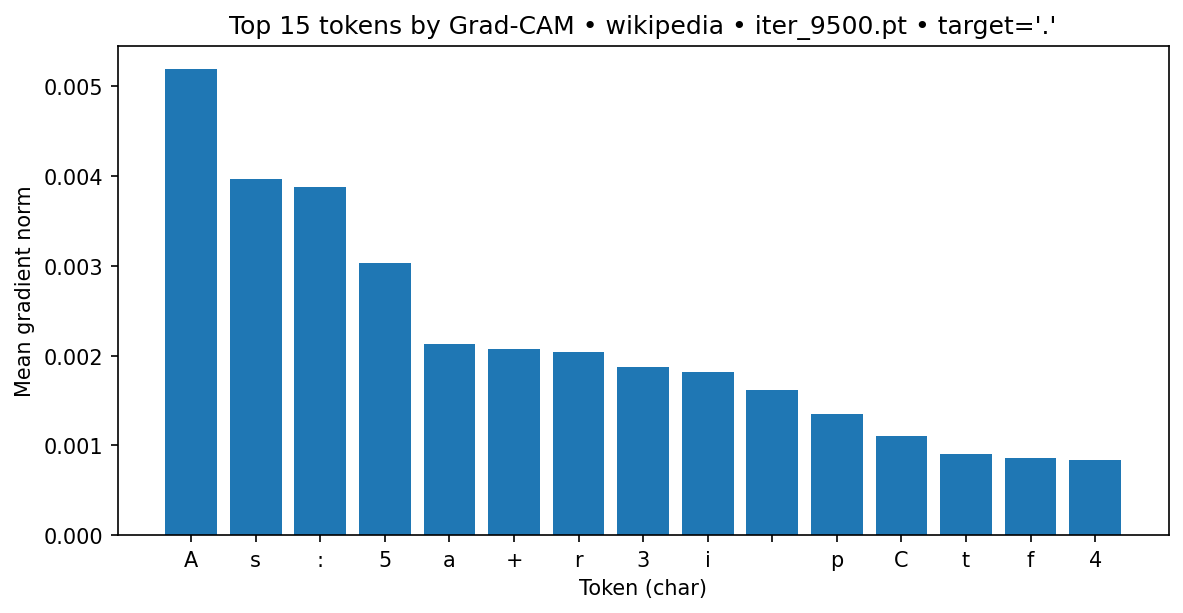 Top 15 tokens by Grad-CAM • wikipedia • iter_9500.pt • target='.'
0.005
0.004
0.003
0.002
0.001
0.000
Mean gradient norm
A s : 5 a + r 3 i p C t f 4
Token (char)